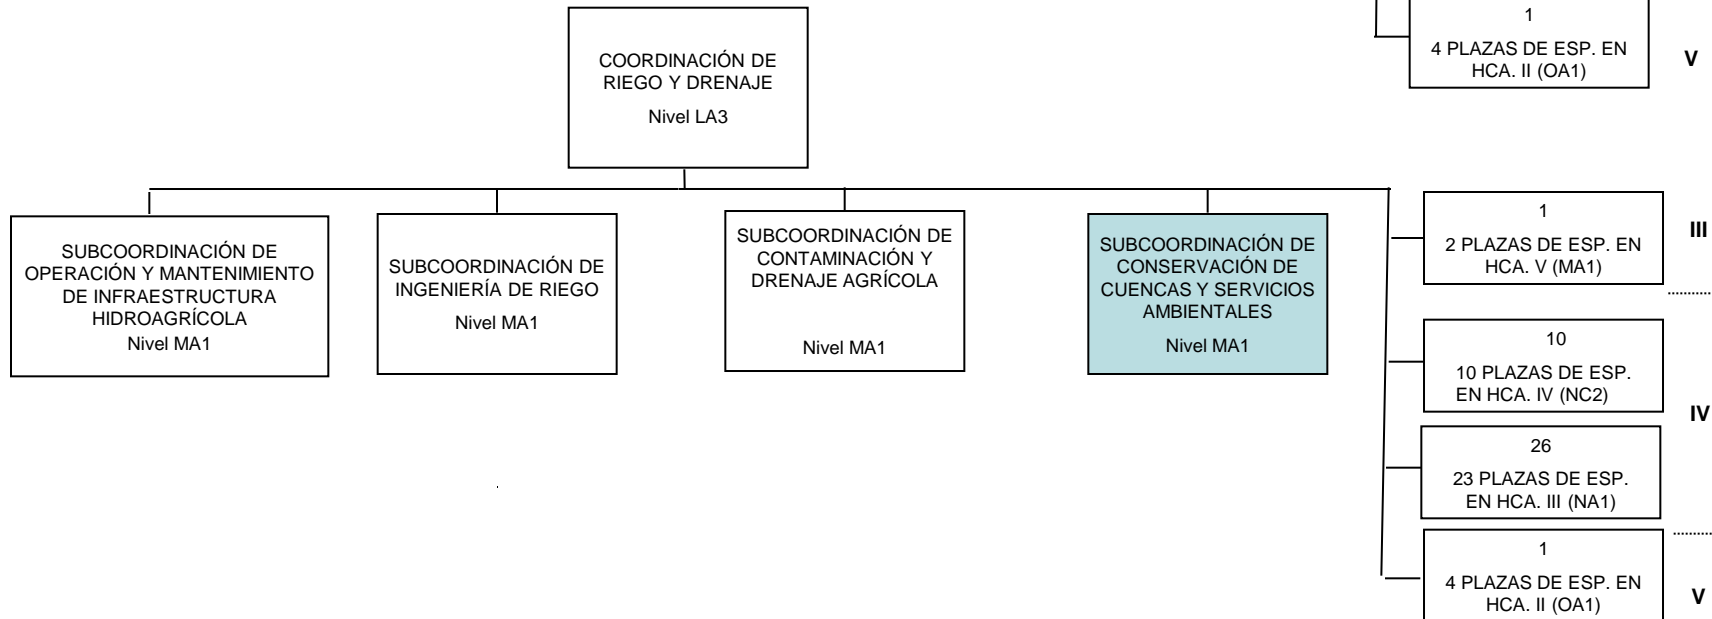 1
4 PLAZAS DE ESP. EN
HCA. II (OA1)
V
COORDINACIÓN DE
RIEGO Y DRENAJE
Nivel LA3
SUBCOORDINACIÓN DE
OPERACIÓN Y MANTENIMIENTO
DE INFRAESTRUCTURA
HIDROAGRÍCOLA
Nivel MA1
SUBCOORDINACIÓN DE
INGENIERÍA DE RIEGO
Nivel MA1
SUBCOORDINACIÓN DE
CONTAMINACIÓN Y
DRENAJE AGRÍCOLA
Nivel MA1
SUBCOORDINACIÓN DE
CONSERVACIÓN DE
CUENCAS Y SERVICIOS
AMBIENTALES
Nivel MA1
1
2 PLAZAS DE ESP. EN
HCA. V (MA1)
III
10
10 PLAZAS DE ESP.
EN HCA. IV (NC2)
IV
26
23 PLAZAS DE ESP.
EN HCA. III (NA1)
1
4 PLAZAS DE ESP. EN
HCA. II (OA1)
V